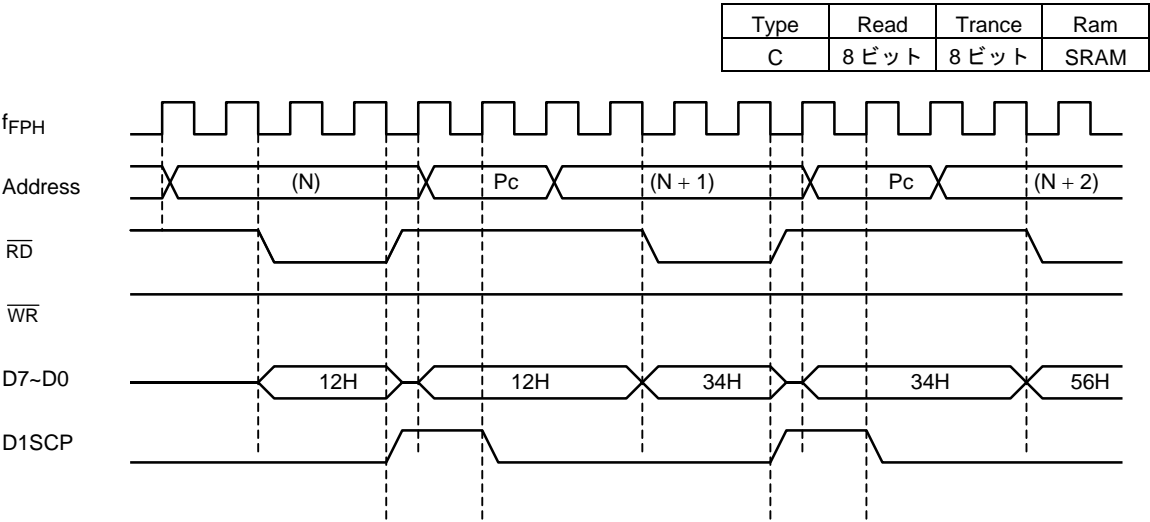 Type Read Trance Ram
C 8 ビット 8 ビット SRAM
fFPH
Address (N) Pc (N + 1) Pc (N + 2)
RD
WR
D7~D0 12H 12H 34H 34H 56H
D1SCP